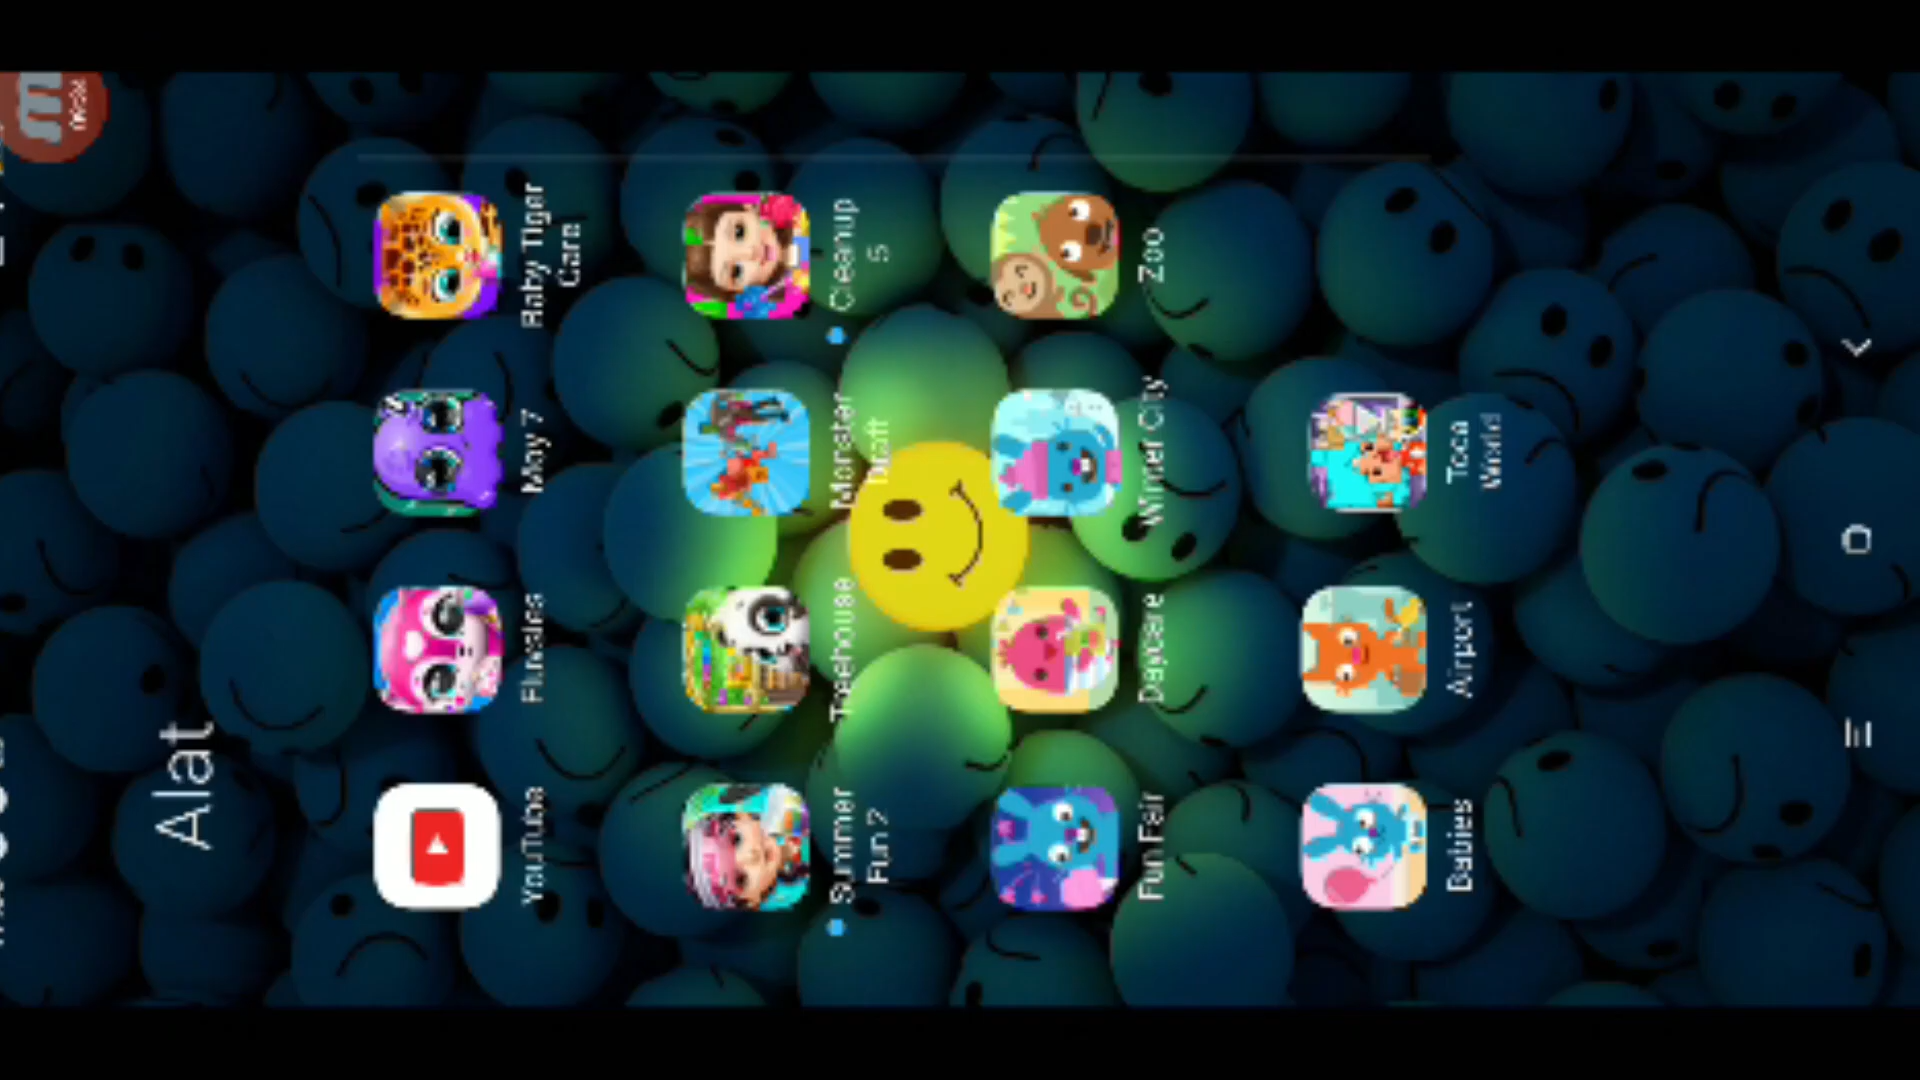 Alat
YouTube
Fluvsies
May 7
Baby Tiger
Care
Summer
Fun 2
Treehouse
Monster
Draft
Cleanup
5
Fun Fair
Daycare
Winter City
Zoo
Babies
Airport
Toca
World